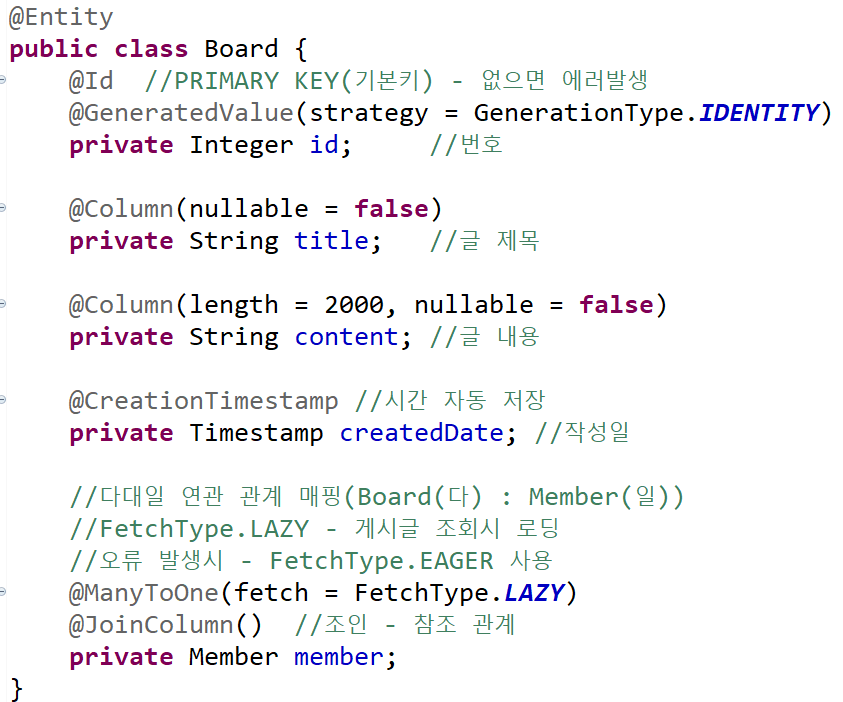 @Entity
public class Board {
@Id  //PRIMARY KEY(기본키) - 없으면 에러발생
@GeneratedValue(strategy = GenerationType.IDENTITY)
private Integer id;     //번호
@Column(nullable = false)
private String title;   //글 제목
@Column(length = 2000, nullable = false)
private String content; //글 내용
@CreationTimestamp //시간 자동 저장
private Timestamp createdDate; //작성일
//다대일 연관 관계 매핑(Board(다) : Member(일))
//FetchType.LAZY - 게시글 조회시 로딩
//오류 발생시 - FetchType.EAGER 사용
@ManyToOne(fetch = FetchType.LAZY)
@JoinColumn()  //조인 - 참조 관계
private Member member;
}